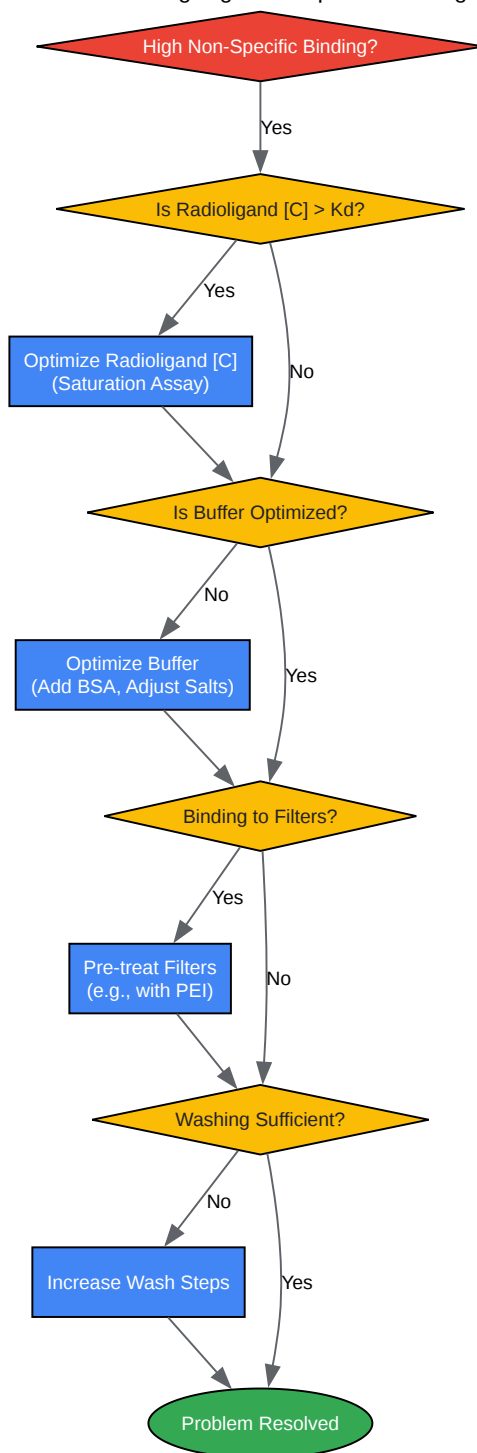 High Non-Specific Binding?
Yes
Is Radioligand [C] > Kd?
Yes
Optimize Radioligand [C]
(Saturation Assay)
No
Is Buffer Optimized?
No
Optimize Buffer
(Add BSA, Adjust Salts)
Yes
Binding to Filters?
Yes
Pre-treat Filters
(e.g., with PEI)
No
Washing Sufficient?
No
Increase Wash Steps
Yes
Problem Resolved